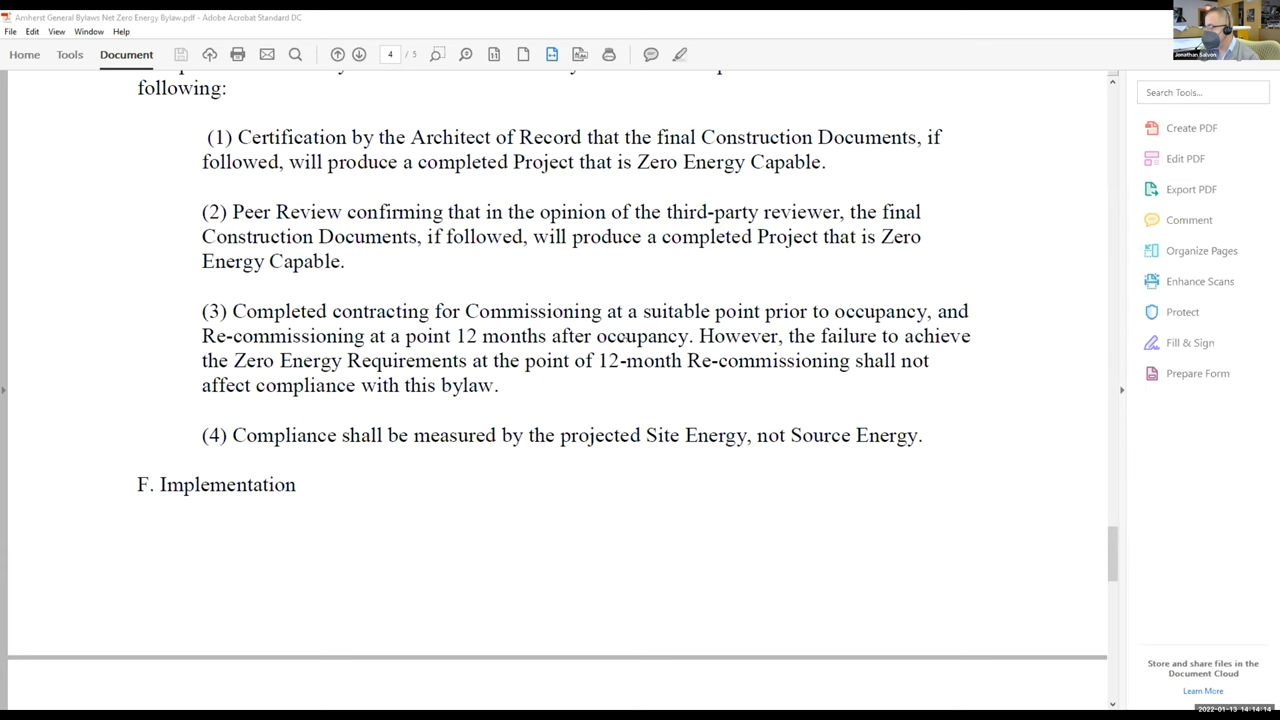 Amherst General Bylaws Net Zero Energy Bylaw.pdf - Adobe Acrobat Standard DC
File Edit View Window Help
Home Tools Document 4 / 5
following:
(1) Certification by the Architect of Record that the final Construction Documents, if
followed, will produce a completed Project that is Zero Energy Capable.
(2) Peer Review confirming that in the opinion of the third-party reviewer, the final
Construction Documents, if followed, will produce a completed Project that is Zero
Energy Capable.
(3) Completed contracting for Commissioning at a suitable point prior to occupancy, and
Re-commissioning at a point 12 months after occupancy. However, the failure to achieve
the Zero Energy Requirements at the point of 12-month Re-commissioning shall not
affect compliance with this bylaw.
(4) Compliance shall be measured by the projected Site Energy, not Source Energy.
F. Implementation
Jonathan Salvon
Search Tools...
Create PDF
Edit PDF
Export PDF
Comment
Organize Pages
Enhance Scans
Protect
Fill & Sign
Prepare Form
Store and share files in the
Document Cloud
Learn More
2022-01-13 14:14:14